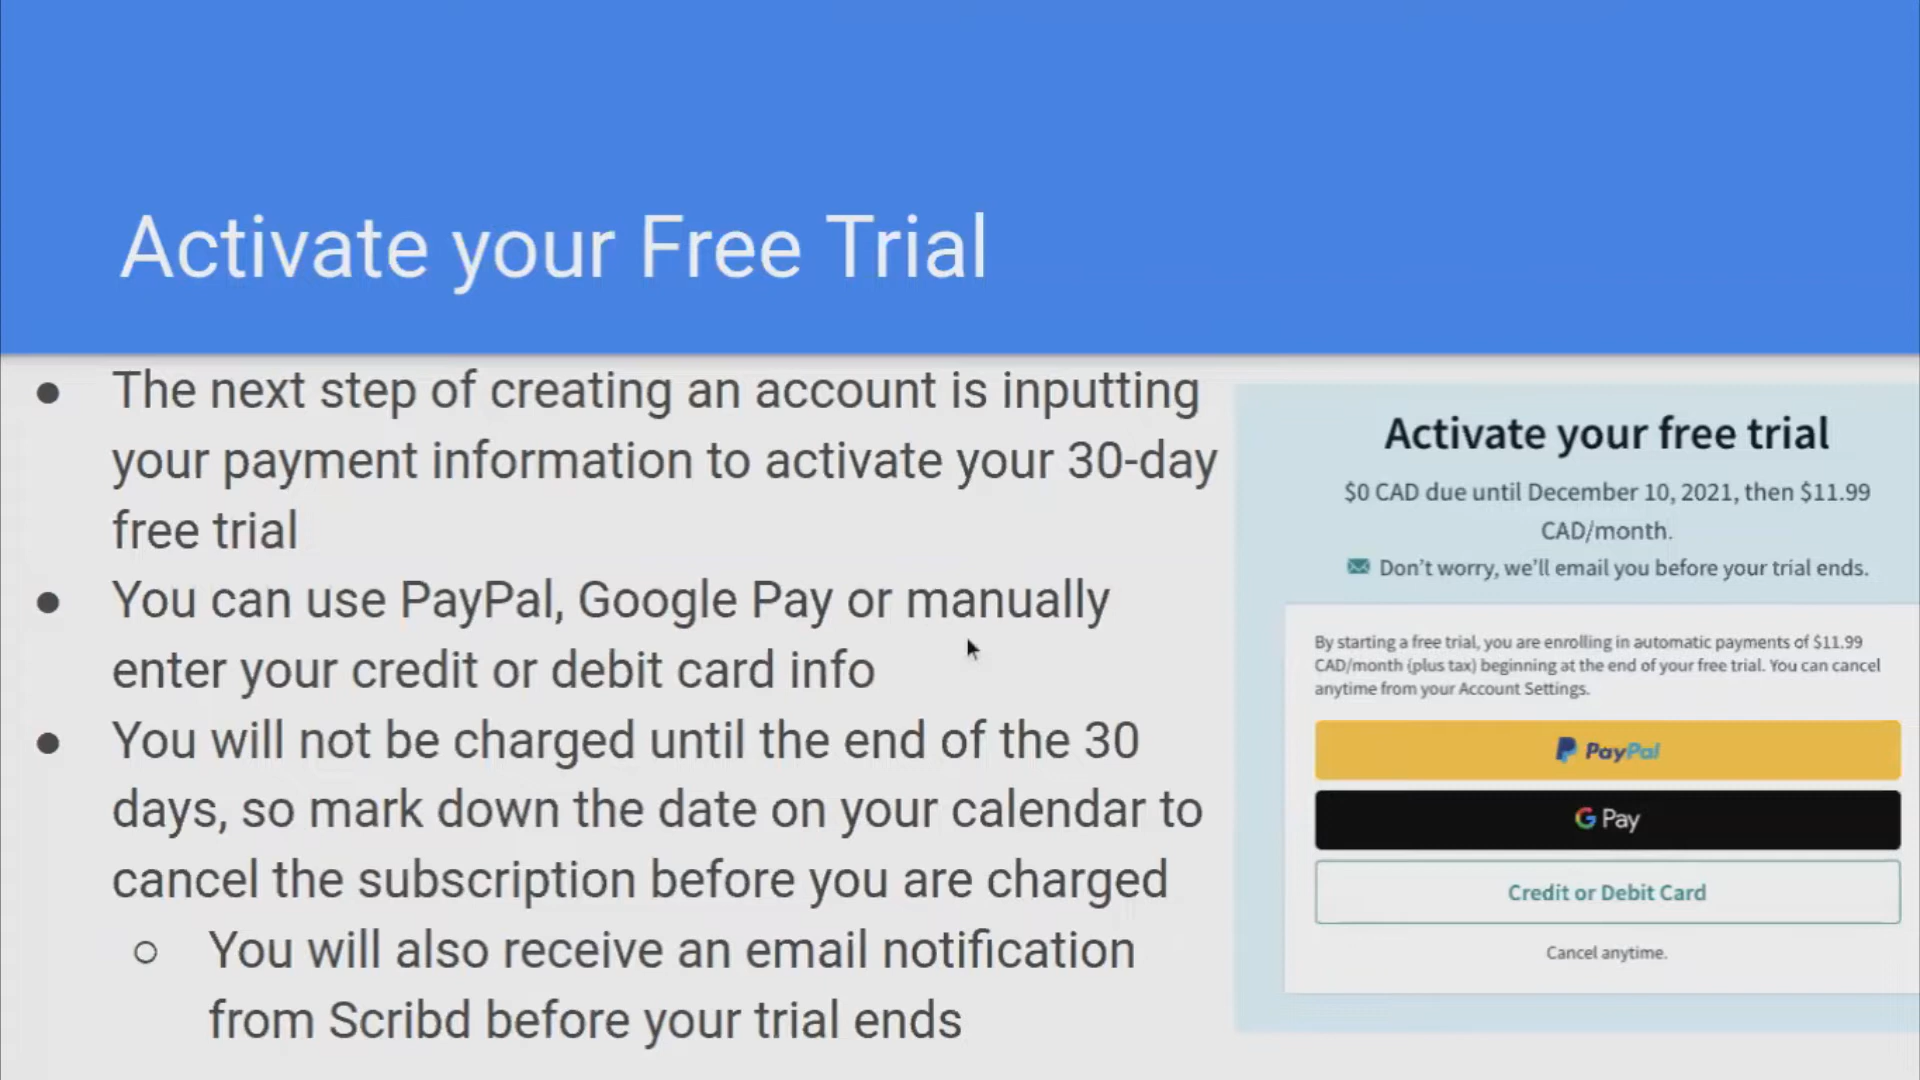 Activate your Free Trial
● The next step of creating an account is inputting
your payment information to activate your 30-day
free trial
● You can use PayPal, Google Pay or manually
enter your credit or debit card info
● You will not be charged until the end of the 30
days, so mark down the date on your calendar to
cancel the subscription before you are charged
○ You will also receive an email notification
from Scribd before your trial ends
Activate your free trial
$0 CAD due until December 10, 2021, then $11.99
CAD/month.
Don't worry, we'll email you before your trial ends.
By starting a free trial, you are enrolling in automatic payments of $11.99
CAD/month (plus tax) beginning at the end of your free trial. You can cancel
anytime from your Account Settings.
PayPal
G Pay
Credit or Debit Card
Cancel anytime.